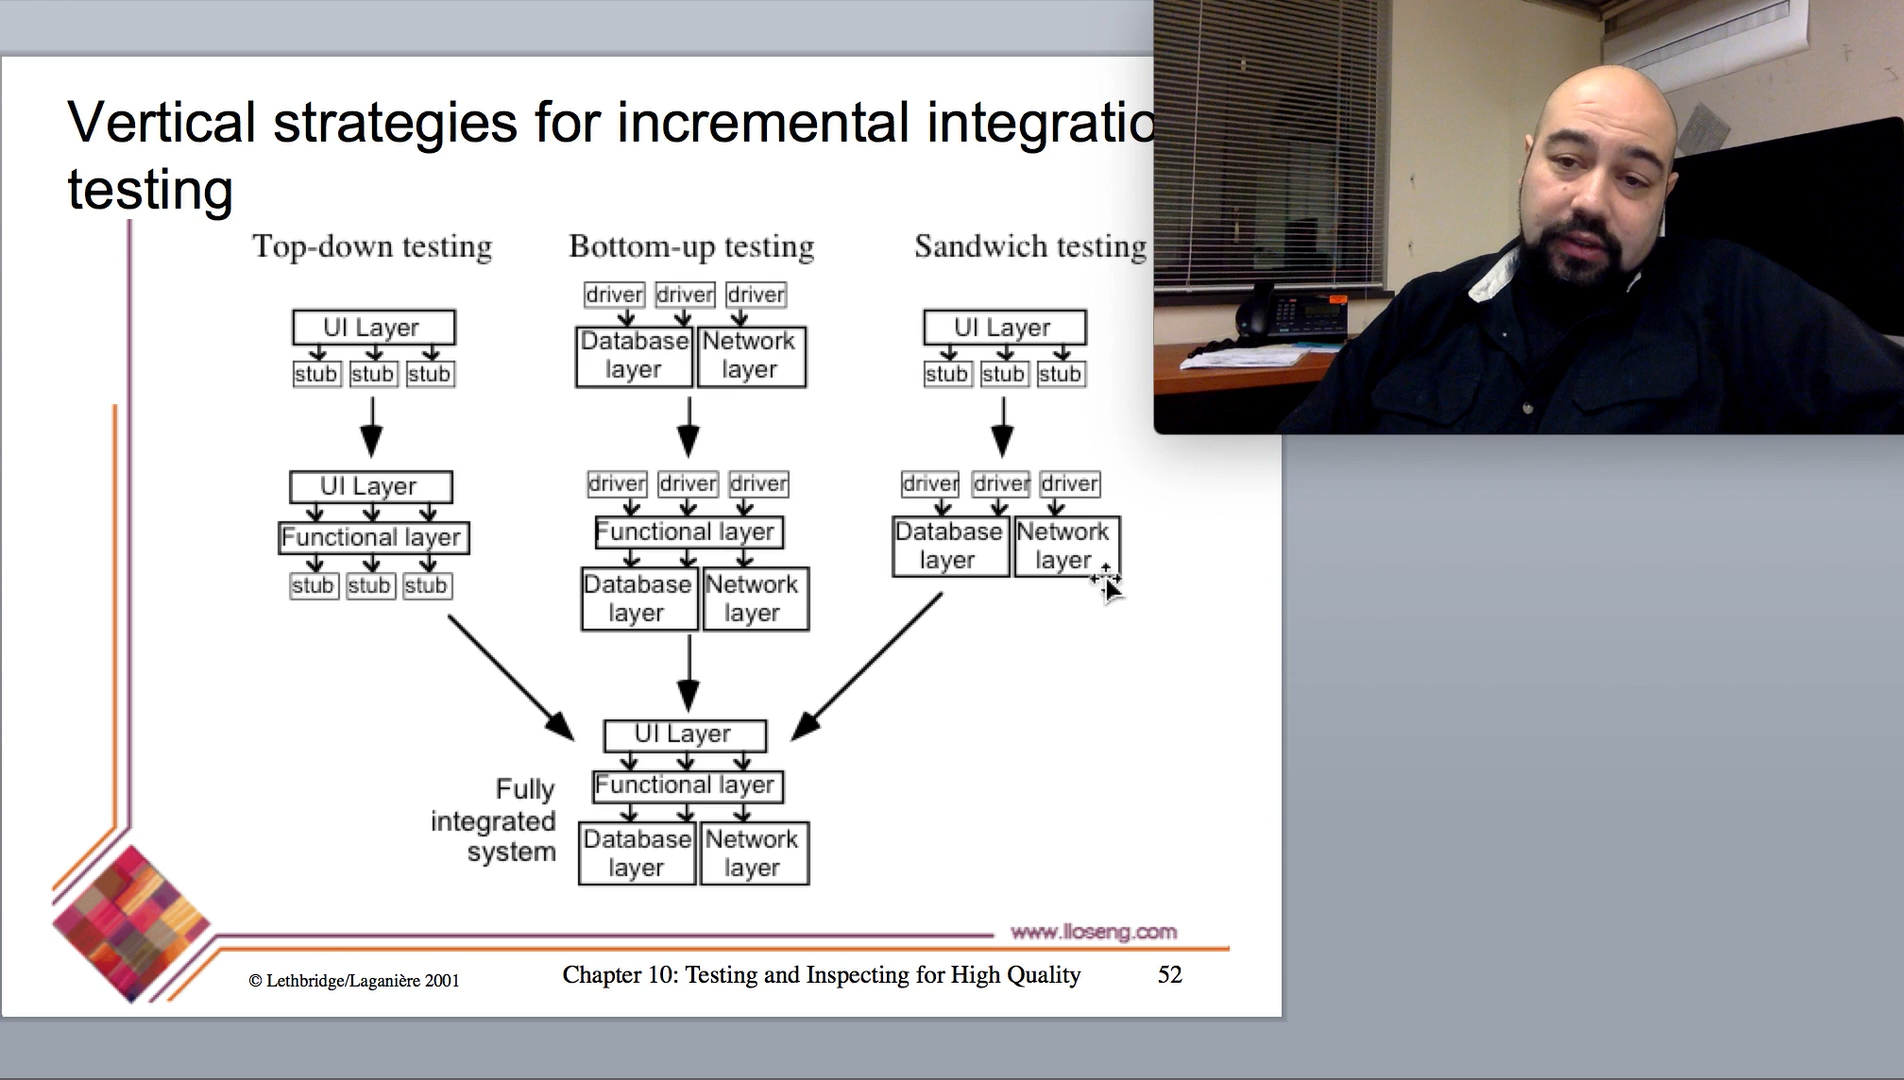 Vertical strategies for incremental integratio
testing
Top-down testing
UI Layer
stub stub stub
UI Layer
Functional layer
stub stub stub
Bottom-up testing
driver driver driver
Database Network
layer layer
driver driver driver
Functional layer
Database Network
layer layer
Sandwich testing
UI Layer
stub stub stub
driver driver driver
Database Network
layer layer
Fully
integrated
system
UI Layer
Functional layer
Database Network
layer layer
www.lloseng.com
© Lethbridge/Laganière 2001
Chapter 10: Testing and Inspecting for High Quality
52